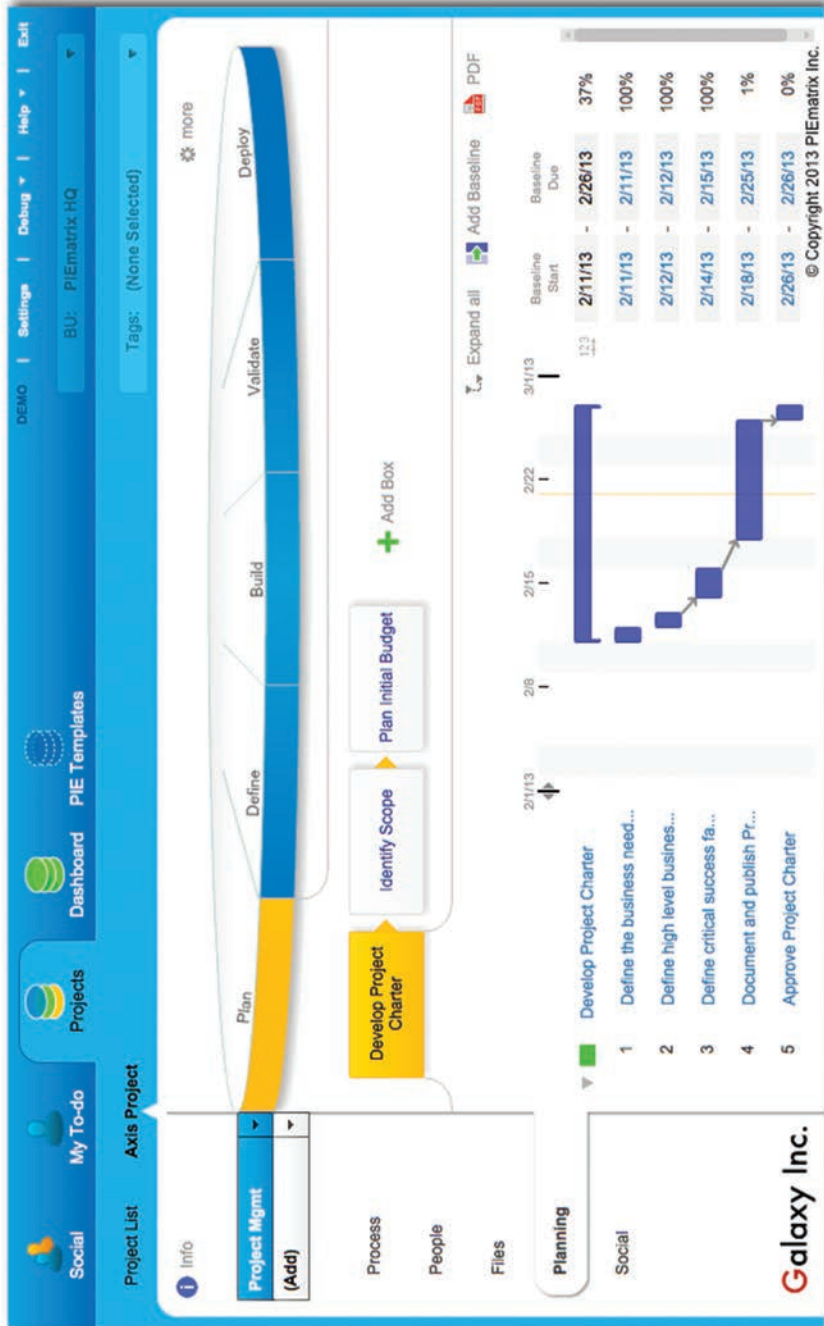 DEMO | Settings | Debug | Help | Exit
Social My To-do Projects Dashboard PIE Templates
BU: PIEmatrix HQ
Project List Axis Project
Tags: (None Selected)
Info
more
Project Mgmt
(Add)
Plan Define Build Validate Deploy
Process
People
Files
Planning
Social
Develop Project Charter
Identify Scope
Plan Initial Budget
Add Box
Expand all Add Baseline PDF
2/1/13 2/8 2/15 2/22 3/1/13
Baseline Start Baseline Due
Develop Project Charter 123 2/11/13 - 2/26/13 37%
1 Define the business need... 2/11/13 - 2/11/13 100%
2 Define high level busines... 2/12/13 - 2/12/13 100%
3 Define critical success fa... 2/14/13 - 2/15/13 100%
4 Document and publish Pr... 2/18/13 - 2/25/13 1%
5 Approve Project Charter 2/26/13 - 2/26/13 0%
Galaxy Inc.
© Copyright 2013 PIEmatrix Inc.